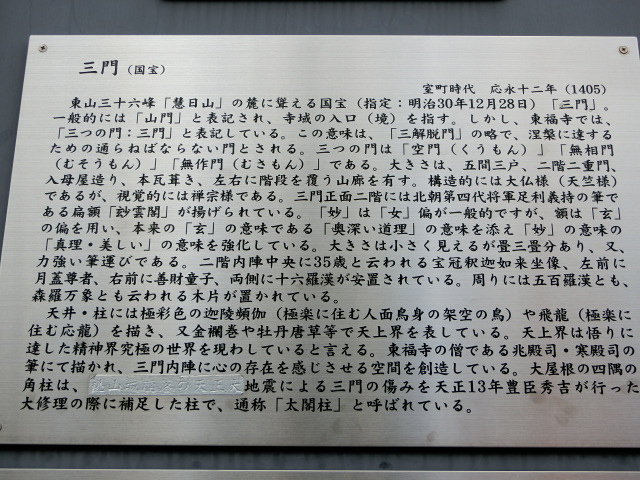 三門（国宝）
室町時代　応永十二年（1405）
東山三十六峰「慧日山」の麓に聳える国宝（指定：明治30年12月28日）「三門」。
一般的には「山門」と表記され、寺域の入口（境）を指す。しかし、東福寺では、
「三つの門：三門」と表記している。この意味は、「三解脱門」の略で、涅槃に達する
ための通らねばならない門とされる。三つの門は「空門（くうもん）」「無相門
（むそうもん）」「無作門（むさもん）」である。大きさは、五間三戸、二階二重門、
入母屋造り、本瓦葺き、左右に階段を覆う山廊を有す。構造的には大仏様（天竺様）
であるが、視覚的には禅宗様である。三門正面二階には北朝第四代将軍足利義持の筆で
ある扁額「玅雲閣」が揚げられている。「妙」は「女」偏が一般的ですが、額は「玄」
の偏を用い、本来の「玄」の意味である「奥深い道理」の意味を添え「妙」の意味の
「真理・美しい」の意味を強化している。大きさは小さく見えるが畳三畳分あり、又、
力強い筆運びである。二階内陣中央に35歳と云われる宝冠釈迦如来坐像、左前に
月蓋尊者、右前に善財童子、両側に十六羅漢が安置されている。周りには五百羅漢とも、
森羅万象とも云われる木片が置かれている。
天井・柱には極彩色の迦陵頻伽（極楽に住む人面鳥身の架空の鳥）や飛龍（極楽に
住む応龍）を描き、又金襴巻や牡丹唐草等で天上界を表している。天上界は悟りに
達した精神界究極の世界を現わしていると言える。東福寺の僧である兆殿司・寒殿司の
筆にて描かれ、三門内陣に心の存在を感じさせる空間を創造している。大屋根の四隅の
角柱は、地震による三門の傷みを天正13年豊臣秀吉が行った
大修理の際に補足した柱で、通称「太閤柱」と呼ばれている。